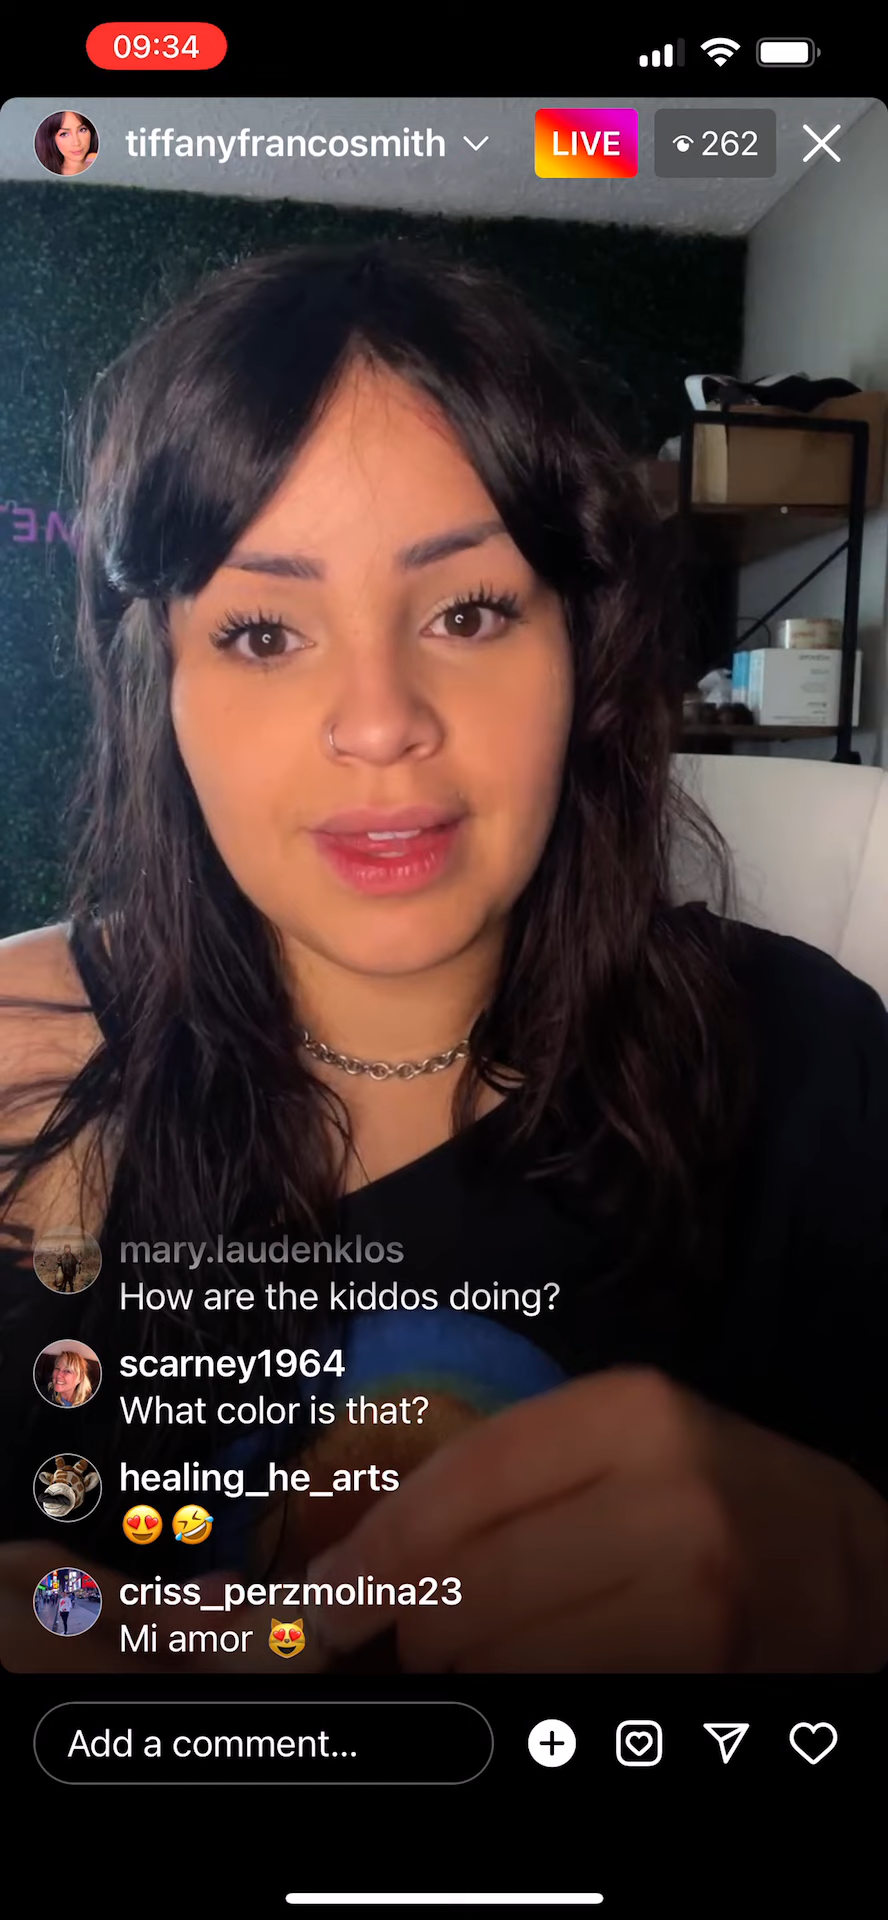 09:34
tiffanyfrancosmith
LIVE
262
mary.laudenklos
How are the kiddos doing?
scarney1964
What color is that?
healing_he_arts
😍🤣
criss_perzmolina23
Mi amor 😻
Add a comment...